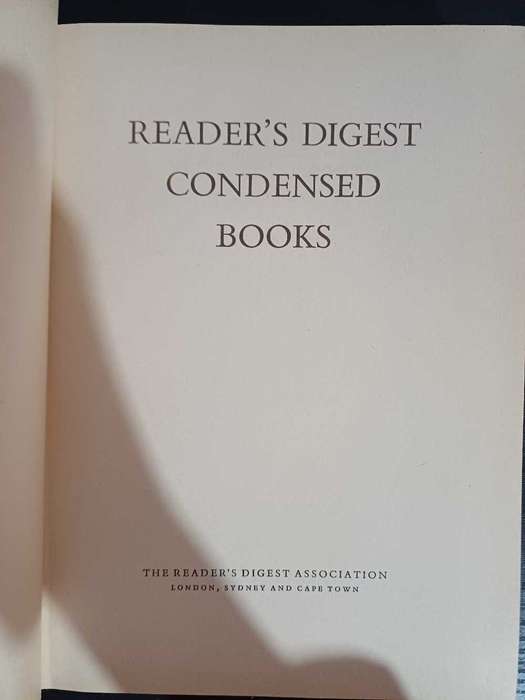 READER'S DIGEST
CONDENSED
BOOKS
THE READER'S DIGEST ASSOCIATION
LONDON, SYDNEY AND CAPE TOWN